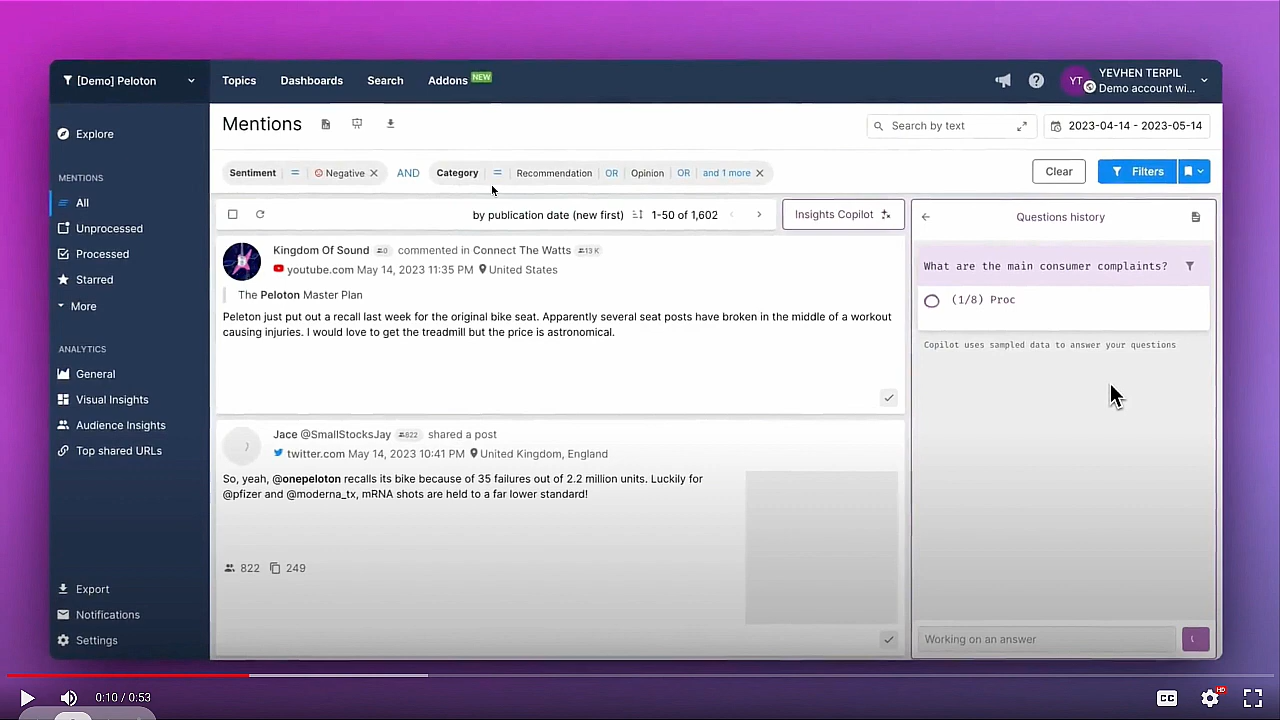 [Demo] Peloton
Topics
Dashboards
Search
Addons NEW
YT
YEVHEN TERPIL
Demo account wi...
Explore
MENTIONS
All
Unprocessed
Processed
Starred
More
ANALYTICS
General
Visual Insights
Audience Insights
Top shared URLs
Export
Notifications
Settings
Mentions
Search by text
2023-04-14 - 2023-05-14
Sentiment = Negative AND Category = Recommendation OR Opinion OR and 1 more
Clear
Filters
by publication date (new first) 1-50 of 1,602
Insights Copilot
Kingdom Of Sound 0 commented in Connect The Watts 13 K
youtube.com May 14, 2023 11:35 PM United States
The Peloton Master Plan
Peloton just put out a recall last week for the original bike seat. Apparently several seat posts have broken in the middle of a workout
causing injuries. I would love to get the treadmill but the price is astronomical.
Jace @SmallStocksJay 822 shared a post
twitter.com May 14, 2023 10:41 PM United Kingdom, England
So, yeah, @onepeloton recalls its bike because of 35 failures out of 2.2 million units. Luckily for
@pfizer and @moderna_tx, mRNA shots are held to a far lower standard!
822 249
Questions history
What are the main consumer complaints?
(1/8) Proc
Copilot uses sampled data to answer your questions
Working on an answer
0:10 / 0:53
CC
HD